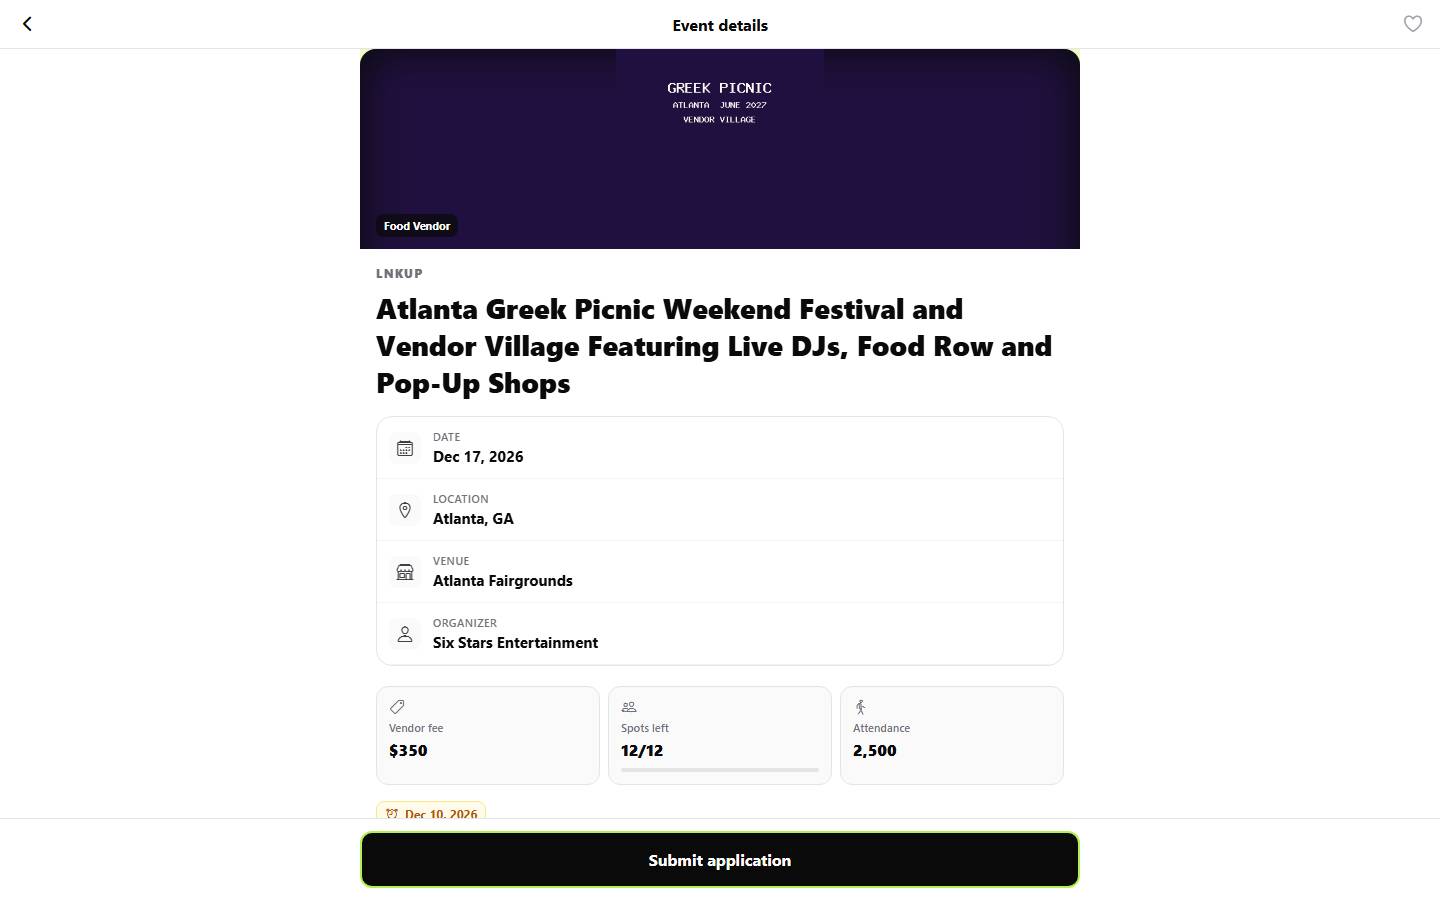 Event details
GREEK PICNIC
ATLANTA JUNE 2027
VENDOR VILLAGE
Food Vendor
LNKUP
Atlanta Greek Picnic Weekend Festival and
Vendor Village Featuring Live DJs, Food Row and
Pop-Up Shops
DATE
Dec 17, 2026
LOCATION
Atlanta, GA
VENUE
Atlanta Fairgrounds
ORGANIZER
Six Stars Entertainment
Vendor fee
$350
Spots left
12/12
Attendance
2,500
Dec 10, 2026
Submit application